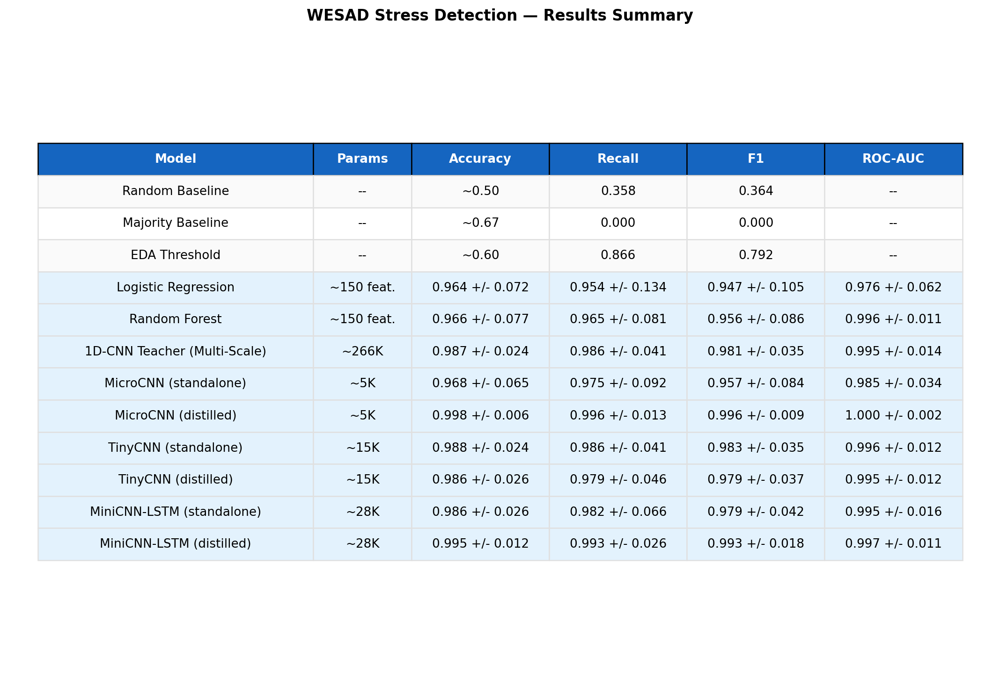 WESAD Stress Detection — Results Summary
Model Params Accuracy Recall F1 ROC-AUC
Random Baseline -- ~0.50 0.358 0.364 --
Majority Baseline -- ~0.67 0.000 0.000 --
EDA Threshold -- ~0.60 0.866 0.792 --
Logistic Regression ~150 feat. 0.964 +/- 0.072 0.954 +/- 0.134 0.947 +/- 0.105 0.976 +/- 0.062
Random Forest ~150 feat. 0.966 +/- 0.077 0.965 +/- 0.081 0.956 +/- 0.086 0.996 +/- 0.011
1D-CNN Teacher (Multi-Scale) ~266K 0.987 +/- 0.024 0.986 +/- 0.041 0.981 +/- 0.035 0.995 +/- 0.014
MicroCNN (standalone) ~5K 0.968 +/- 0.065 0.975 +/- 0.092 0.957 +/- 0.084 0.985 +/- 0.034
MicroCNN (distilled) ~5K 0.998 +/- 0.006 0.996 +/- 0.013 0.996 +/- 0.009 1.000 +/- 0.002
TinyCNN (standalone) ~15K 0.988 +/- 0.024 0.986 +/- 0.041 0.983 +/- 0.035 0.996 +/- 0.012
TinyCNN (distilled) ~15K 0.986 +/- 0.026 0.979 +/- 0.046 0.979 +/- 0.037 0.995 +/- 0.012
MiniCNN-LSTM (standalone) ~28K 0.986 +/- 0.026 0.982 +/- 0.066 0.979 +/- 0.042 0.995 +/- 0.016
MiniCNN-LSTM (distilled) ~28K 0.995 +/- 0.012 0.993 +/- 0.026 0.993 +/- 0.018 0.997 +/- 0.011